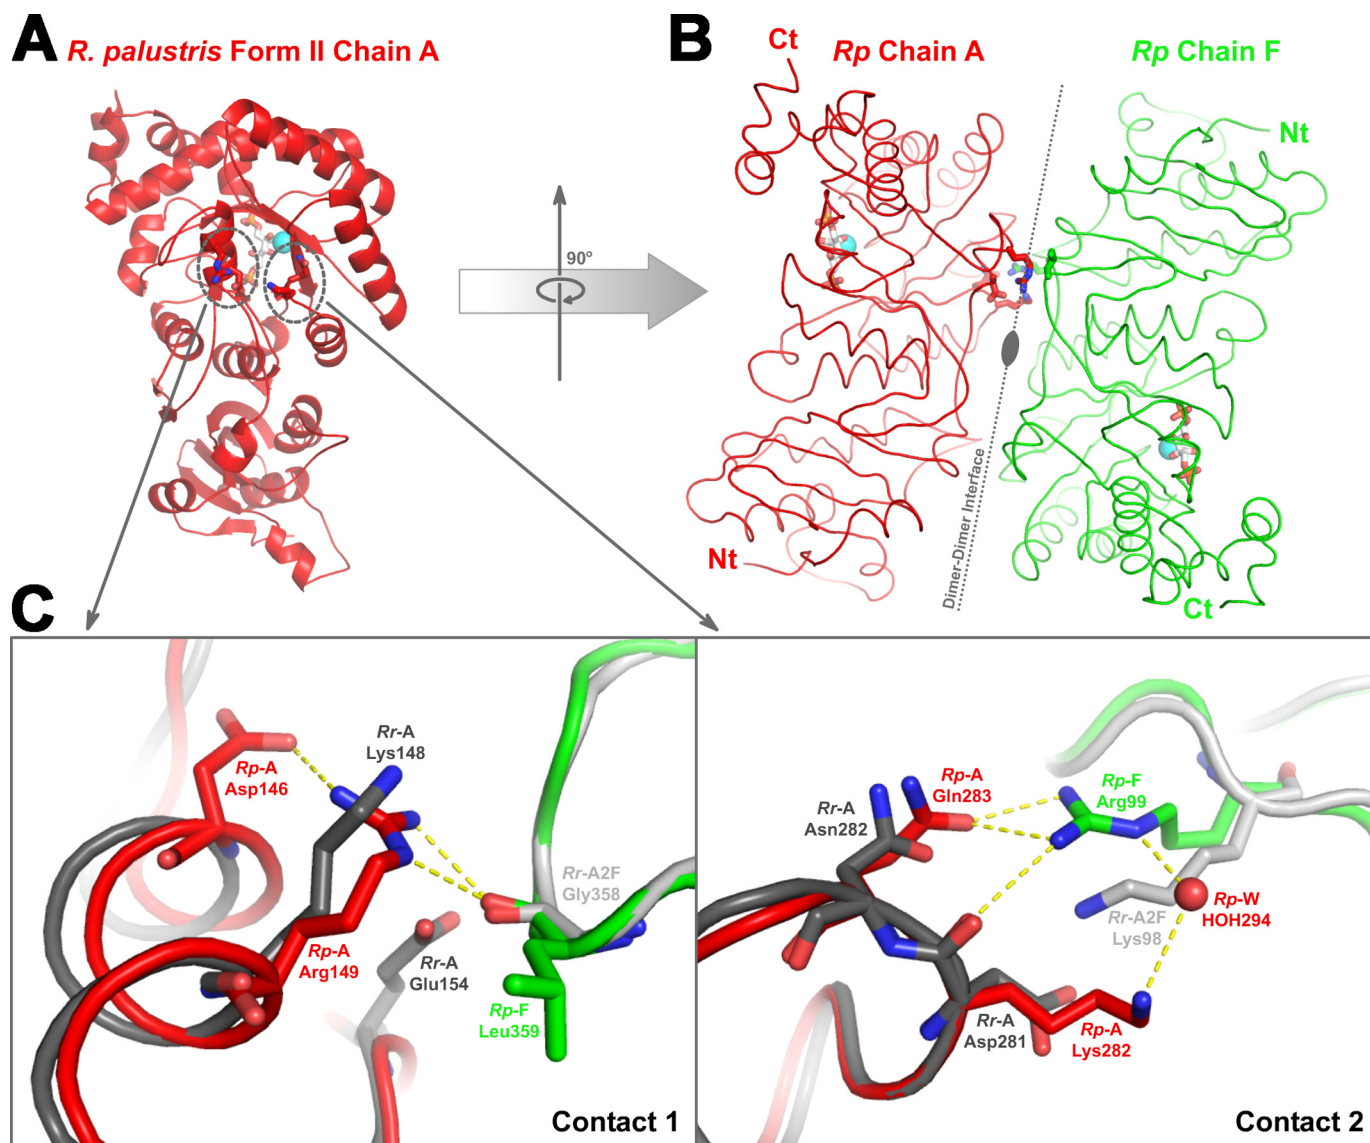 A
R. palustris Form II Chain A
B
Ct
Rp Chain A
Rp Chain F
Nt
90°
Dimer-Dimer Interface
Nt
Ct
C
Rr-A
Lys148
Rp-A
Asp146
Rr-A2F
Gly358
Rp-A
Arg149
Rr-A
Glu154
Rp-F
Leu359
Contact 1
Rp-A
Gln283
Rp-F
Arg99
Rr-A
Asn282
Rr-A2F
Lys98
Rp-W
HOH294
Rr-A
Asp281
Rp-A
Lys282
Contact 2